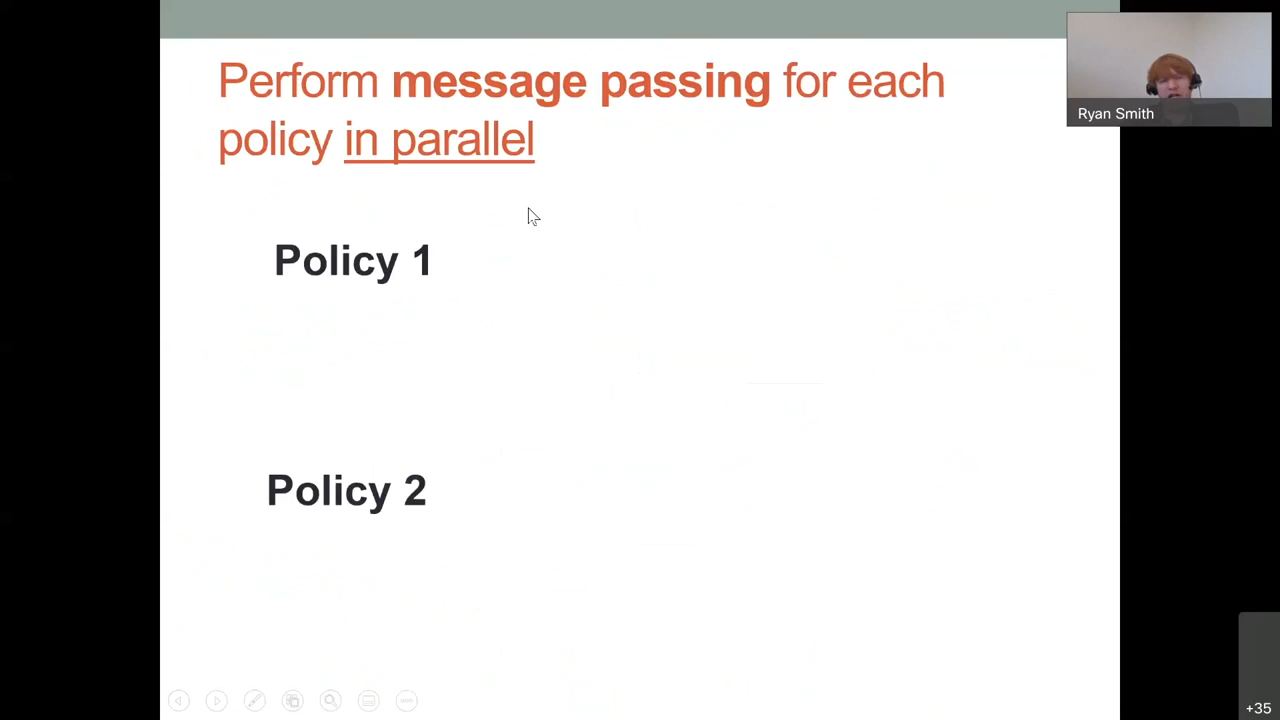 Perform message passing for each
policy in parallel
Ryan Smith
Policy 1
Policy 2
+35